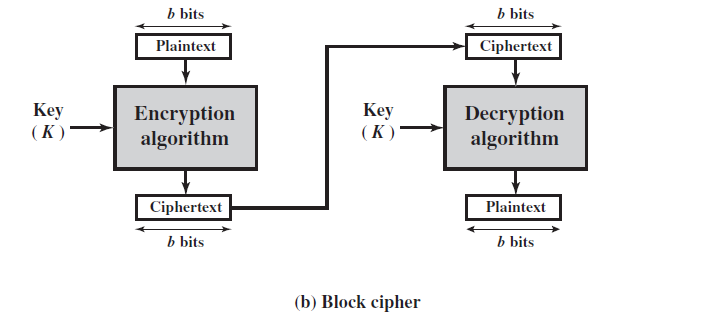 b bits
Plaintext
Key
( K )
Encryption
algorithm
Ciphertext
b bits
b bits
Ciphertext
Key
( K )
Decryption
algorithm
Plaintext
b bits
(b) Block cipher